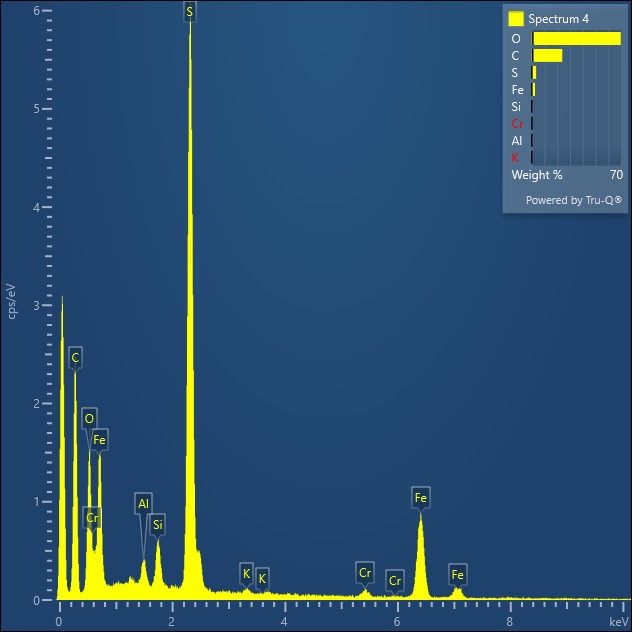 Spectrum 4
O
C
S
Fe
Si
Cr
Al
K
Weight % 70
Powered by Tru-Q®
cps/eV
6
5
4
3
2
1
0
S
C
O
Fe
Cr
Al
Si
K
K
Cr
Cr
Fe
Fe
0 2 4 6 8 keV